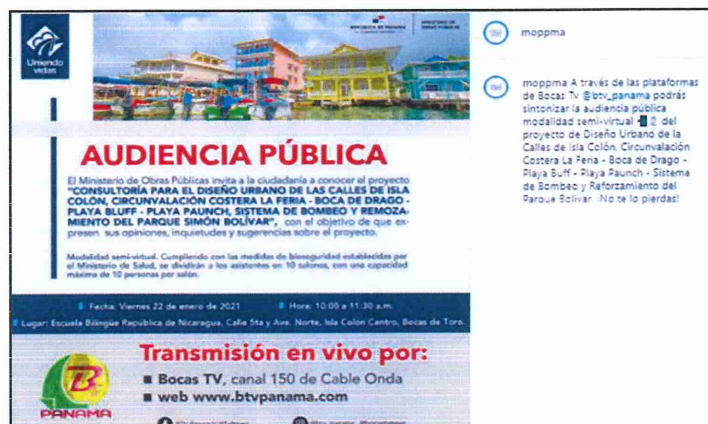 Uniendo
vidas
REPÚBLICA DE PANAMÁ
MINISTERIO DE
OBRAS PÚBLICAS
AUDIENCIA PÚBLICA
El Ministerio de Obras Públicas invita a la ciudadanía a conocer el proyecto
"CONSULTORÍA PARA EL DISEÑO URBANO DE LAS CALLES DE ISLA
COLÓN, CIRCUNVALACIÓN COSTERA LA FERIA - BOCA DE DRAGO -
PLAYA BLUFF - PLAYA PAUNCH, SISTEMA DE BOMBEO Y REMOZA-
MIENTO DEL PARQUE SIMÓN BOLÍVAR", con el objetivo de que ex-
presen sus opiniones, inquietudes y sugerencias sobre el proyecto.
Modalidad semi-virtual. Cumpliendo con las medidas de bioseguridad establecidas por
el Ministerio de Salud, se dividirán a los asistentes en 10 salones, con una capacidad
máxima de 10 personas por salón.
Fecha: Viernes 22 de enero de 2021 Hora: 10:00 a 11:30 a.m.
Lugar: Escuela Bilingüe República de Nicaragua, Calle 5ta y Ave. Norte, Isla Colón Centro, Bocas de Toro.
Transmisión en vivo por:
Bocas TV, canal 150 de Cable Onda
web www.btvpanama.com
B
PANAMA
moppma
moppma A través de las plataformas
de Bocas Tv @btv_panama podrás
sintonizar la audiencia pública
modalidad semi-virtual del
proyecto de Diseño Urbano de la
Calles de Isla Colón, Circunvalación
Costera La Feria - Boca de Drago -
Playa Buff - Playa Paunch - Sistema
de Bombeo y Reforzamiento del
Parque Bolívar. ¡No te lo pierdas!